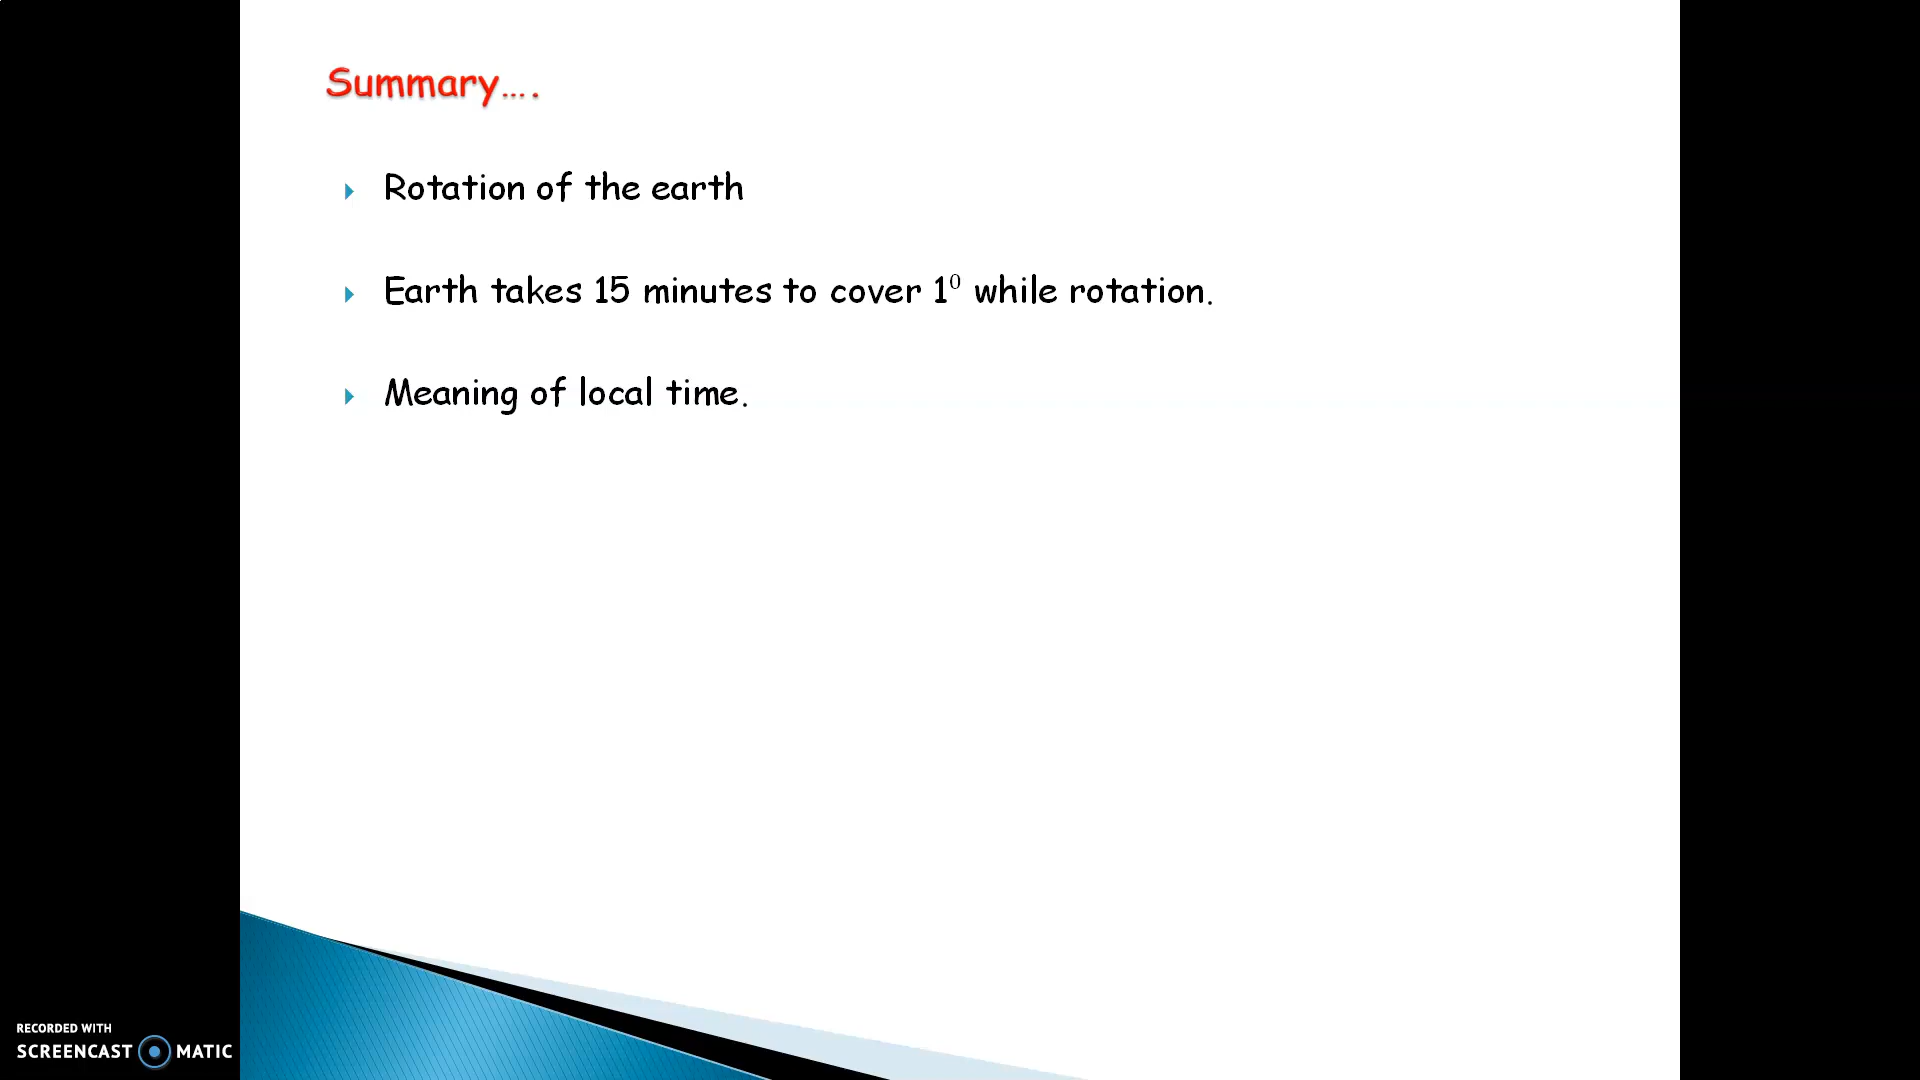 Summary….
Rotation of the earth
Earth takes 15 minutes to cover 1⁰ while rotation.
Meaning of local time.
RECORDED WITH
SCREENCAST MATIC